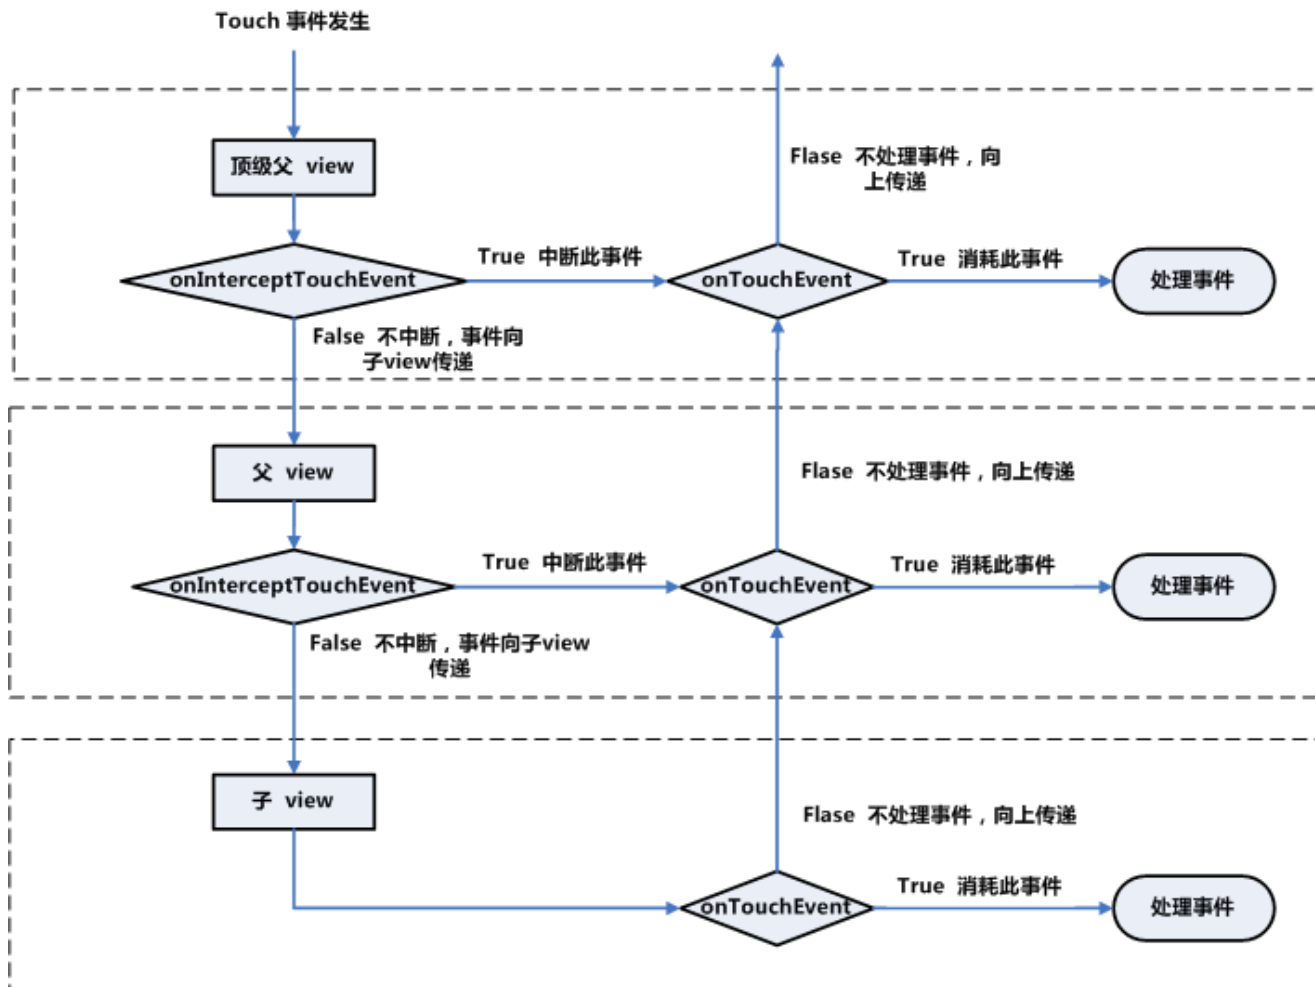 Touch 事件发生
顶级父 view
Flase 不处理事件，向
上传递
onInterceptTouchEvent
True 中断此事件
onTouchEvent
True 消耗此事件
处理事件
False 不中断，事件向
子view传递
父 view
Flase 不处理事件，向上传递
onInterceptTouchEvent
True 中断此事件
onTouchEvent
True 消耗此事件
处理事件
False 不中断，事件向子view
传递
子 view
Flase 不处理事件，向上传递
onTouchEvent
True 消耗此事件
处理事件